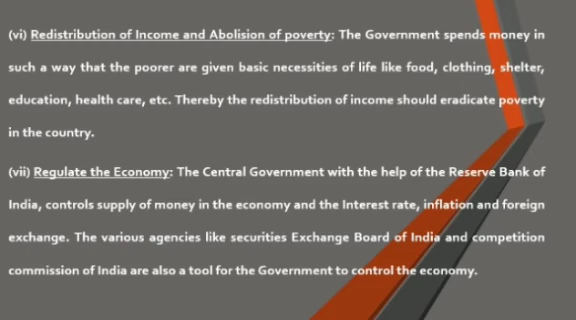 (vi) Redistribution of Income and Abolision of poverty: The Government spends money in
such a way that the poorer are given basic necessities of life like food, clothing, shelter,
education, health care, etc. Thereby the redistribution of income should eradicate poverty
in the country.
(vii) Regulate the Economy: The Central Government with the help of the Reserve Bank of
India, controls supply of money in the economy and the Interest rate, inflation and foreign
exchange. The various agencies like securities Exchange Board of India and competition
commission of India are also a tool for the Government to control the economy.